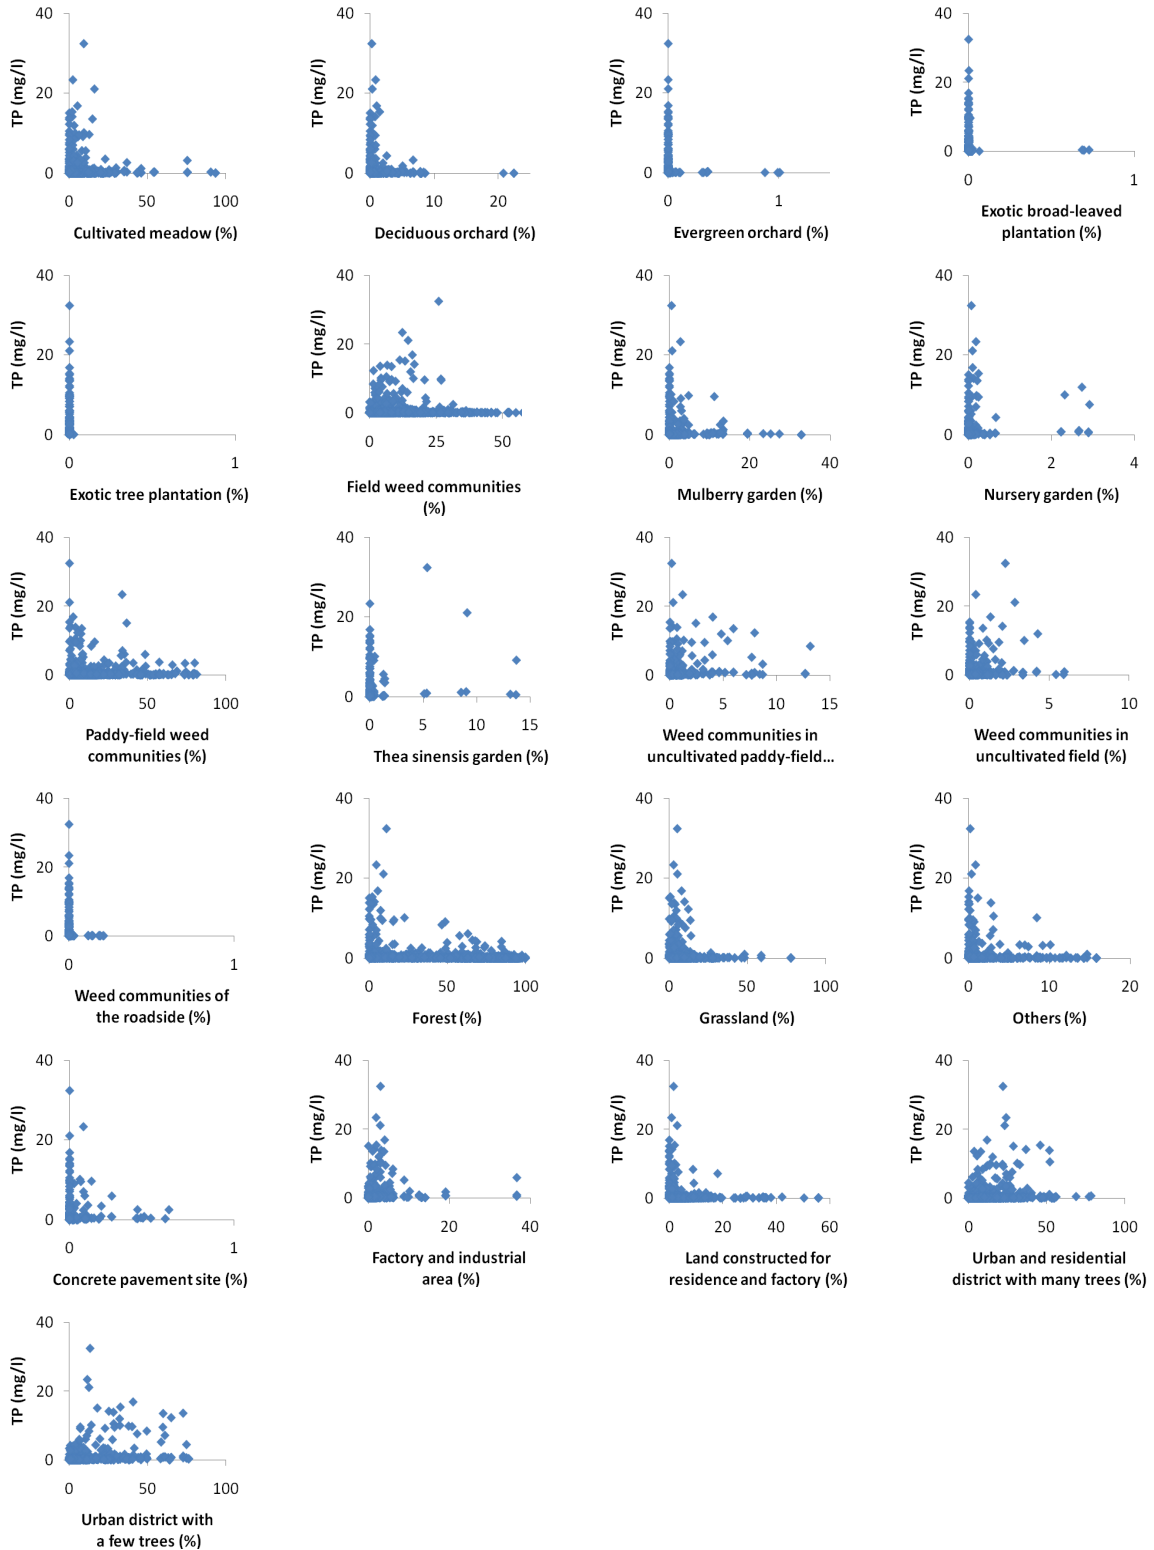 40
20
0
TP (mg/l)
0 50 100
Cultivated meadow (%)
40
20
0
TP (mg/l)
0 10 20
Deciduous orchard (%)
40
20
0
TP (mg/l)
0 1
Evergreen orchard (%)
40
20
0
TP (mg/l)
0 1
Exotic broad-leaved
plantation (%)
40
20
0
TP (mg/l)
0 1
Exotic tree plantation (%)
40
20
0
TP (mg/l)
0 25 50
Field weed communities
(%)
40
20
0
TP (mg/l)
0 20 40
Mulberry garden (%)
40
20
0
TP (mg/l)
0 2 4
Nursery garden (%)
40
20
0
TP (mg/l)
0 50 100
Paddy-field weed
communities (%)
40
20
0
TP (mg/l)
0 5 10 15
Thea sinensis garden (%)
40
20
0
TP (mg/l)
0 5 10 15
Weed communities in
uncultivated paddy-field...
40
20
0
TP (mg/l)
0 5 10
Weed communities in
uncultivated field (%)
40
20
0
TP (mg/l)
0 1
Weed communities of
the roadside (%)
40
20
0
TP (mg/l)
0 50 100
Forest (%)
40
20
0
TP (mg/l)
0 50 100
Grassland (%)
40
20
0
TP (mg/l)
0 10 20
Others (%)
40
20
0
TP (mg/l)
0 1
Concrete pavement site (%)
40
20
0
TP (mg/l)
0 20 40
Factory and industrial
area (%)
40
20
0
TP (mg/l)
0 20 40 60
Land constructed for
residence and factory (%)
40
20
0
TP (mg/l)
0 50 100
Urban and residential
district with many trees (%)
40
20
0
TP (mg/l)
0 50 100
Urban district with
a few trees (%)